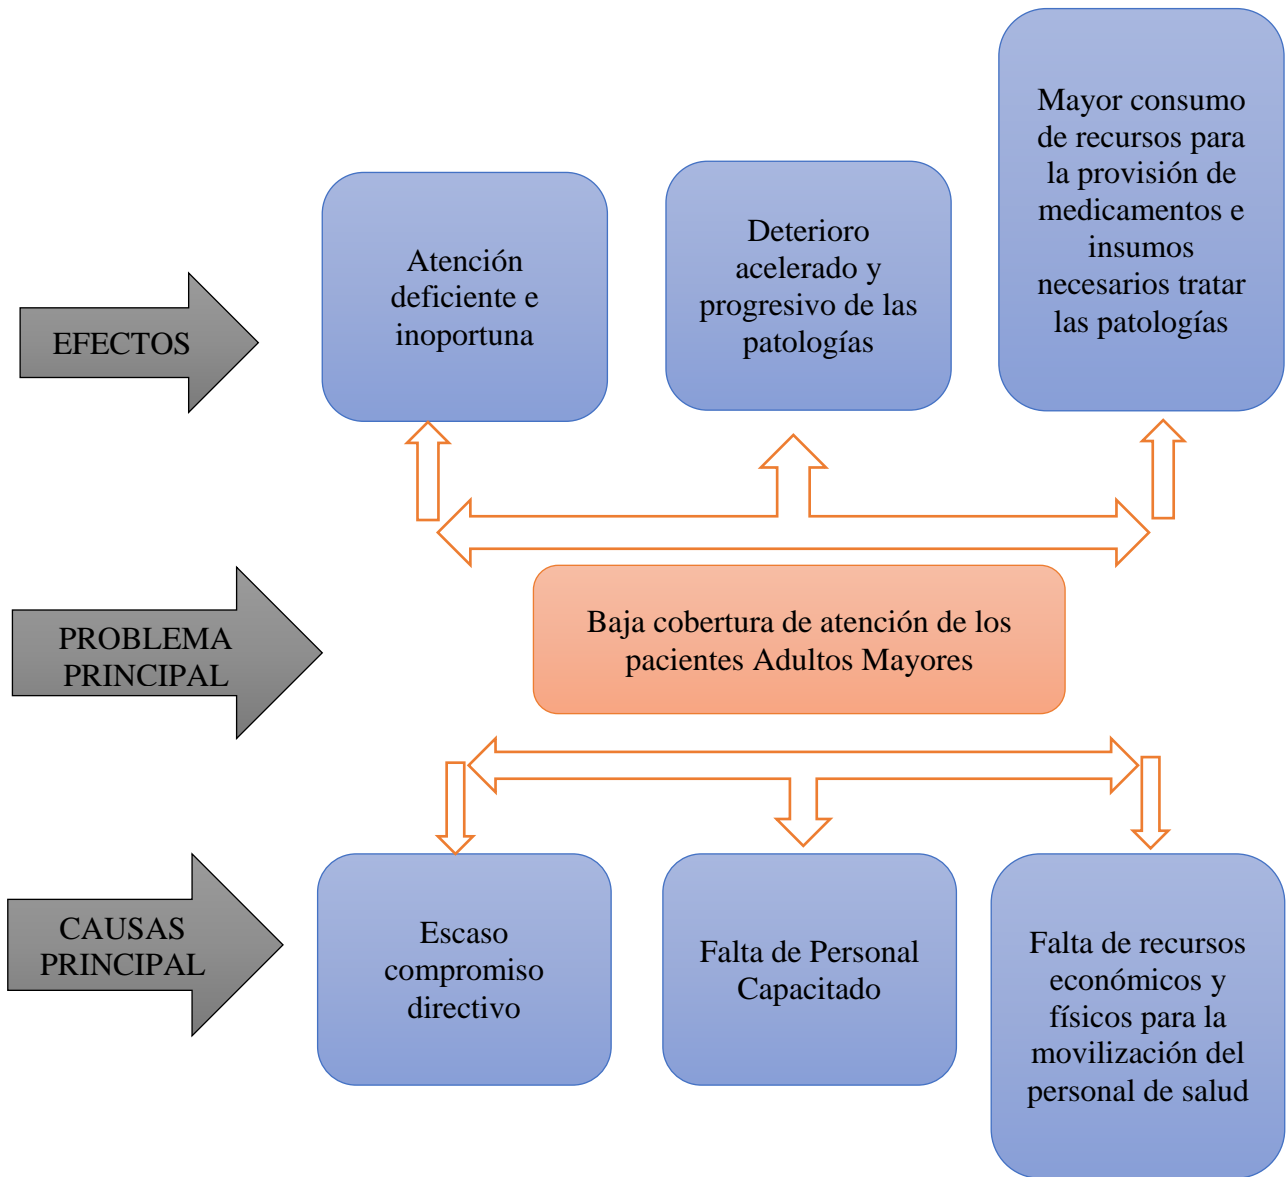 EFECTOS
Atención
deficiente e
inoportuna
Deterioro
acelerado y
progresivo de las
patologías
Mayor consumo
de recursos para
la provisión de
medicamentos e
insumos
necesarios tratar
las patologías
PROBLEMA
PRINCIPAL
Baja cobertura de atención de los
pacientes Adultos Mayores
CAUSAS
PRINCIPAL
Escaso
compromiso
directivo
Falta de Personal
Capacitado
Falta de recursos
económicos y
físicos para la
movilización del
personal de salud